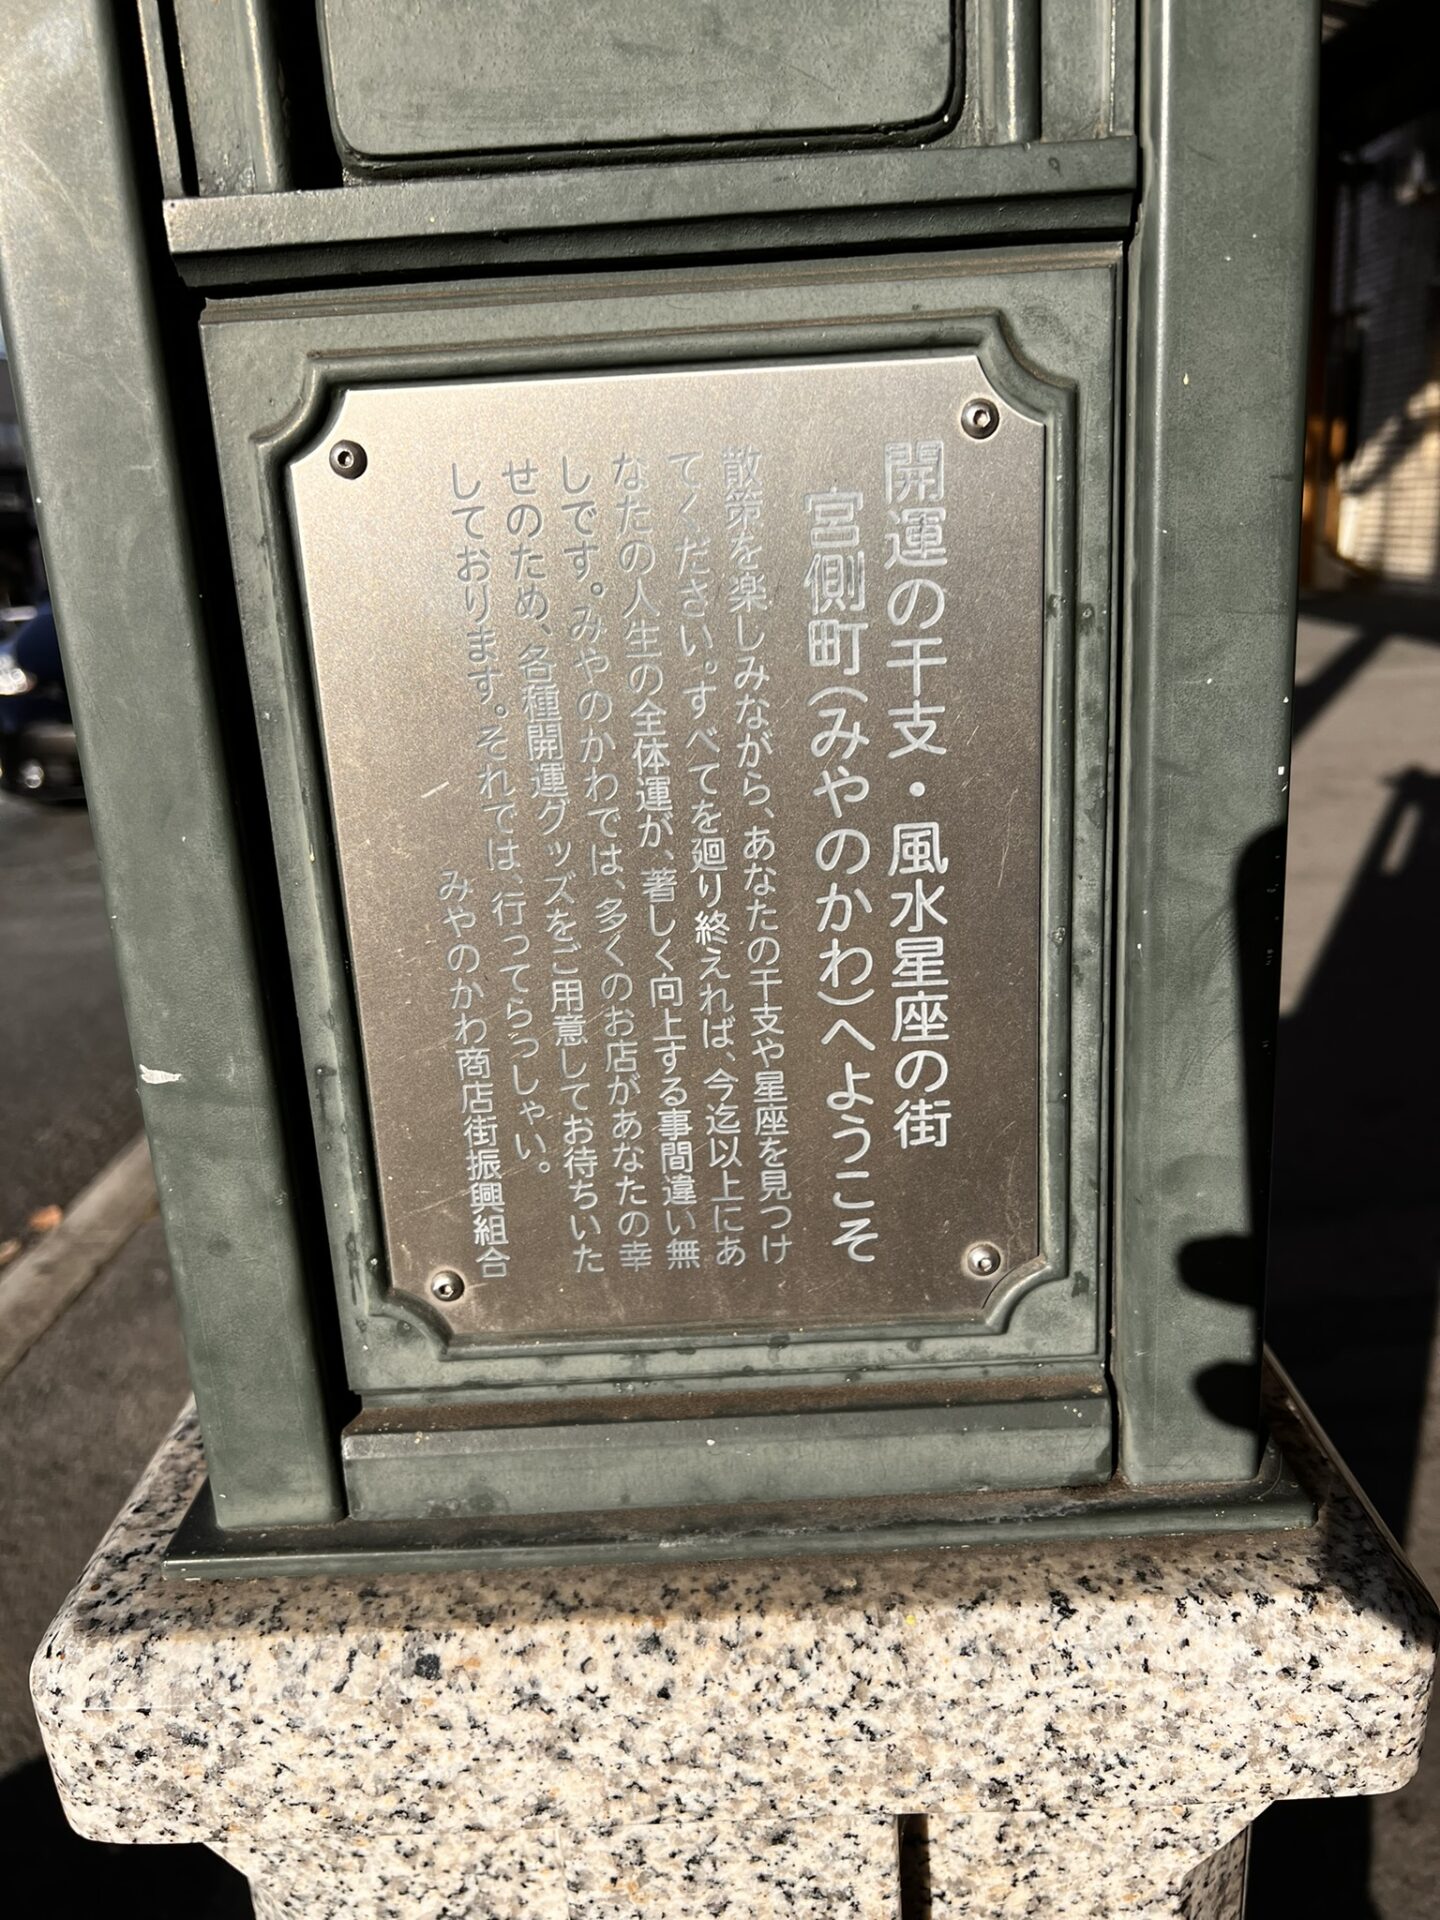 開運の干支・風水星座の街
宮側町(みやのかわ)へようこそ
散策を楽しみながら、あなたの干支や星座を見つけ
てください。すべてを廻り終えれば、今迄以上にあ
なたの人生の全体運が、著しく向上する事間違い無
しです。みやのかわでは、多くのお店があなたの幸
せのため、各種開運グッズをご用意してお待ちいた
しております。それでは、行ってらっしゃい。
みやのかわ商店街振興組合